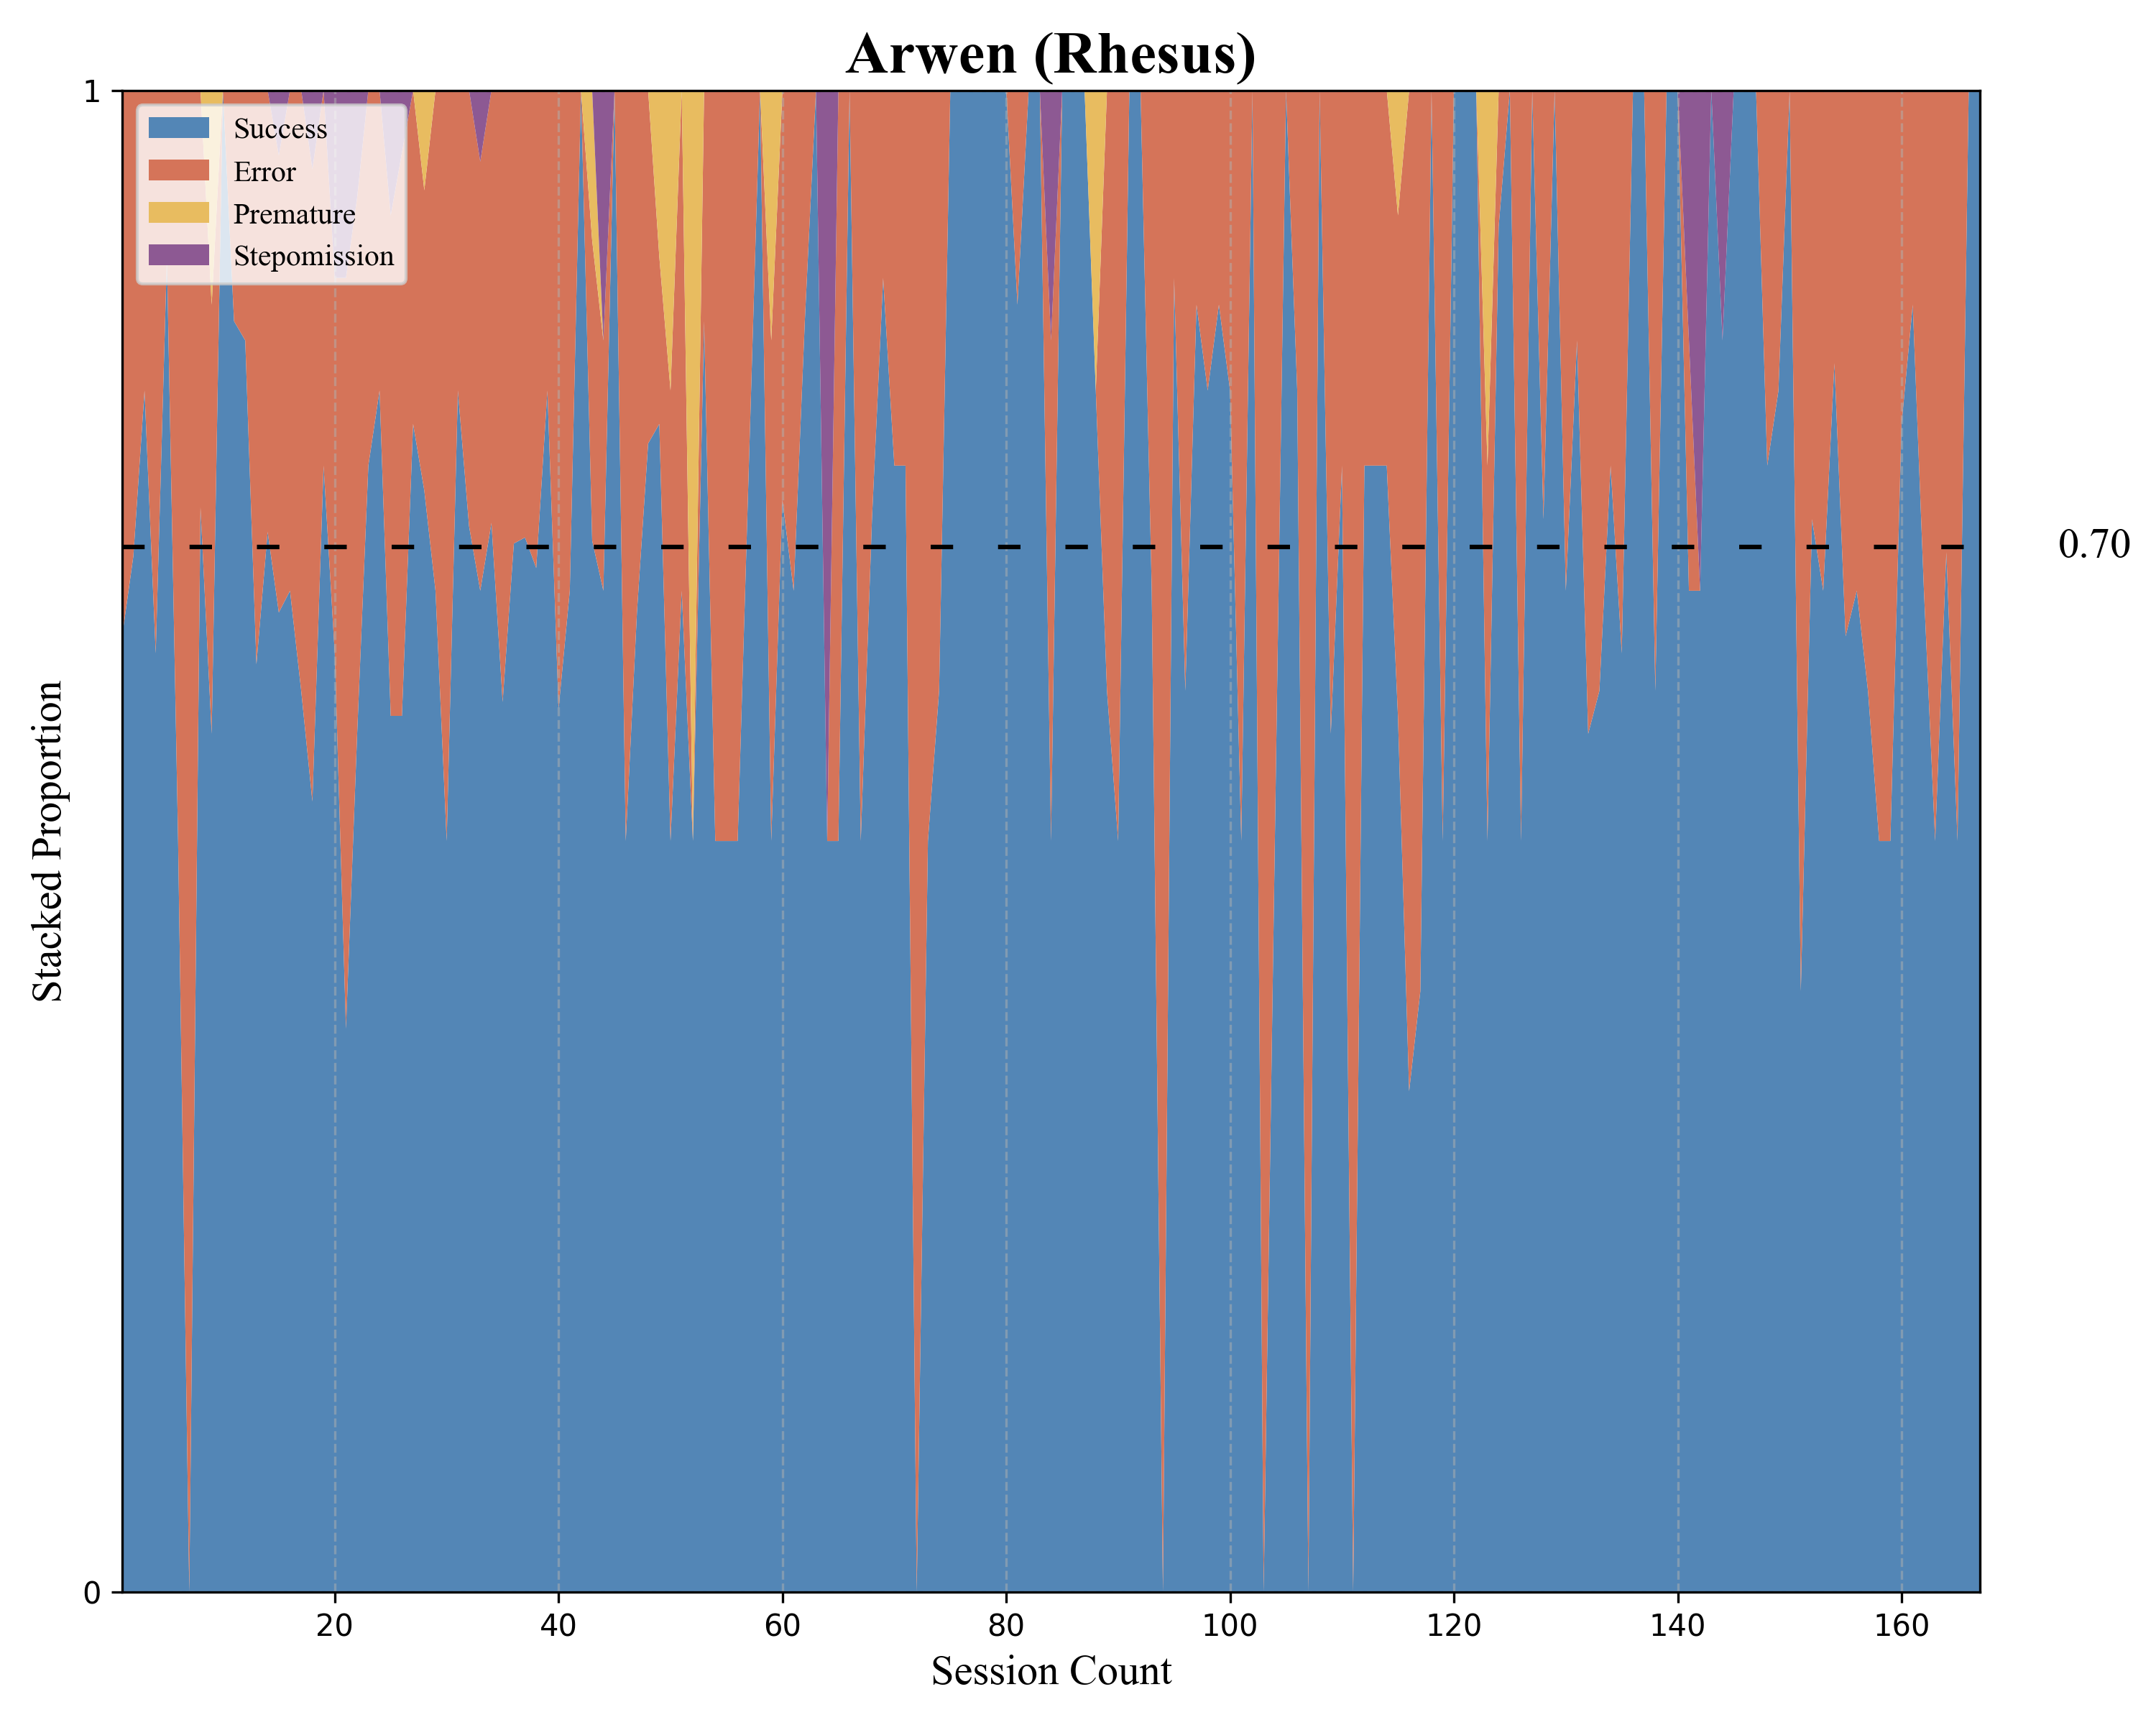 Arwen (Rhesus)
1
Success
Error
Premature
Stepomission
0.70
Stacked Proportion
0
20 40 60 80 100 120 140 160
Session Count